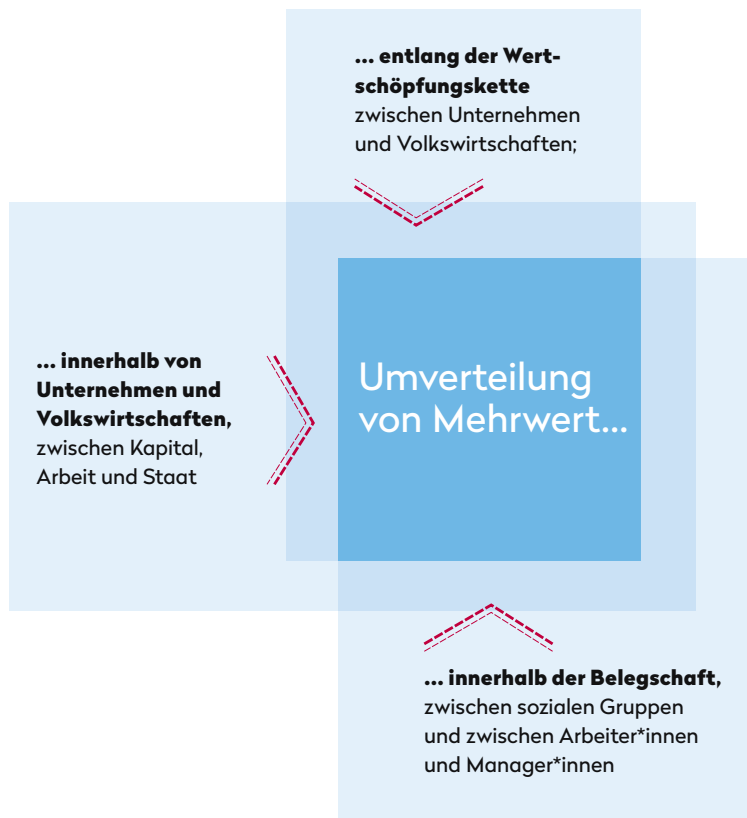 ... entlang der Wert-
schöpfungskette
zwischen Unternehmen
und Volkswirtschaften;
... innerhalb von
Unternehmen und
Volkswirtschaften,
zwischen Kapital,
Arbeit und Staat
Umverteilung
von Mehrwert...
... innerhalb der Belegschaft,
zwischen sozialen Gruppen
und zwischen Arbeiter*innen
und Manager*innen